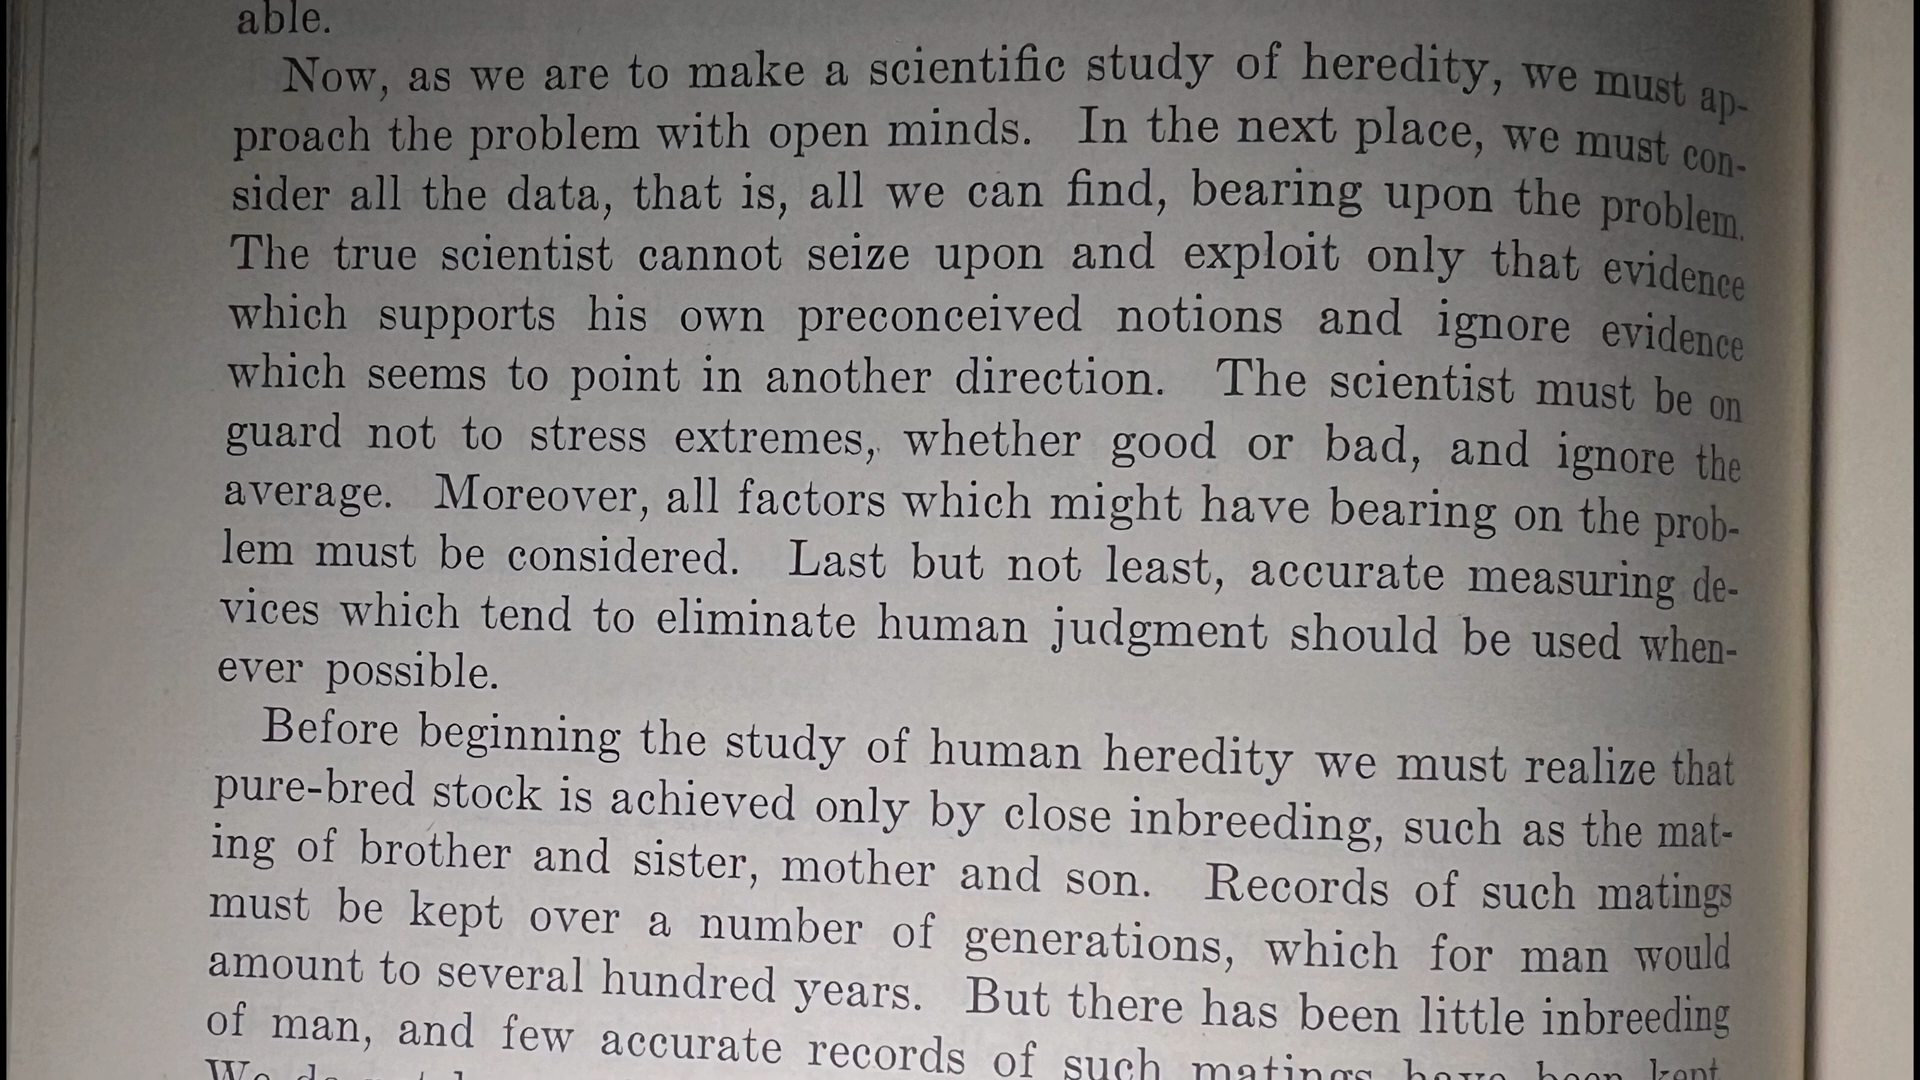 able.
Now, as we are to make a scientific study of heredity, we must ap-
proach the problem with open minds. In the next place, we must con-
sider all the data, that is, all we can find, bearing upon the problem.
The true scientist cannot seize upon and exploit only that evidence
which supports his own preconceived notions and ignore evidence
which seems to point in another direction. The scientist must be on
guard not to stress extremes, whether good or bad, and ignore the
average. Moreover, all factors which might have bearing on the prob-
lem must be considered. Last but not least, accurate measuring de-
vices which tend to eliminate human judgment should be used when-
ever possible.
Before beginning the study of human heredity we must realize that
pure-bred stock is achieved only by close inbreeding, such as the mat-
ing of brother and sister, mother and son. Records of such matings
must be kept over a number of generations, which for man would
amount to several hundred years. But there has been little inbreeding
of man, and few accurate records of such matings have been kept.
We do